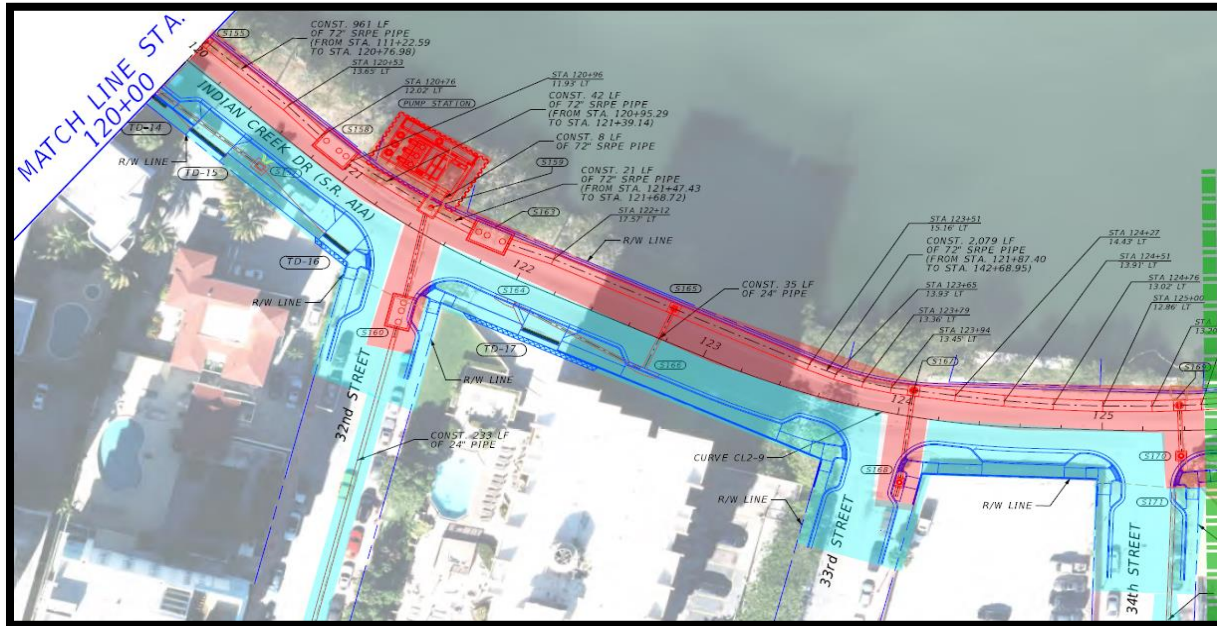 MATCH LINE STA.
120+00
S155
120
CONST. 961 LF
OF 72" SRPE PIPE
(FROM STA. 111+22.59
TO STA. 120+76.98)
STA 120+53
13.65' LT
STA 120+76
12.02' LT
PUMP STATION
S158
STA 120+96
11.93' LT
CONST. 42 LF
OF 72" SRPE PIPE
(FROM STA. 120+95.29
TO STA. 121+39.14)
CONST. 8 LF
OF 72" SRPE PIPE
S159
CONST. 21 LF
OF 72" SRPE PIPE
(FROM STA. 121+47.43
TO STA. 121+68.72)
S163
STA 122+12
17.57' LT
R/W LINE
INDIAN CREEK DR (S.R. A1A)
TD-14
R/W LINE
TD-15
121
TD-16
R/W LINE
122
S164
S160
TD-17
R/W LINE
32nd STREET
CONST. 233 LF
OF 24" PIPE
S165
CONST. 35 LF
OF 24" PIPE
S166
123
STA 123+51
15.16' LT
CONST. 2,079 LF
OF 72" SRPE PIPE
(FROM STA. 121+87.40
TO STA. 142+68.95)
STA 123+65
13.93' LT
STA 123+79
13.36' LT
STA 123+94
13.45' LT
STA 124+27
14.43' LT
STA 124+51
13.91' LT
STA 124+76
13.02' LT
STA 125+00
12.86' LT
STA
S167
124
125
CURVE CL2-9
S168
R/W LINE
33rd STREET
R/W LINE
S170
S171
34th STREET